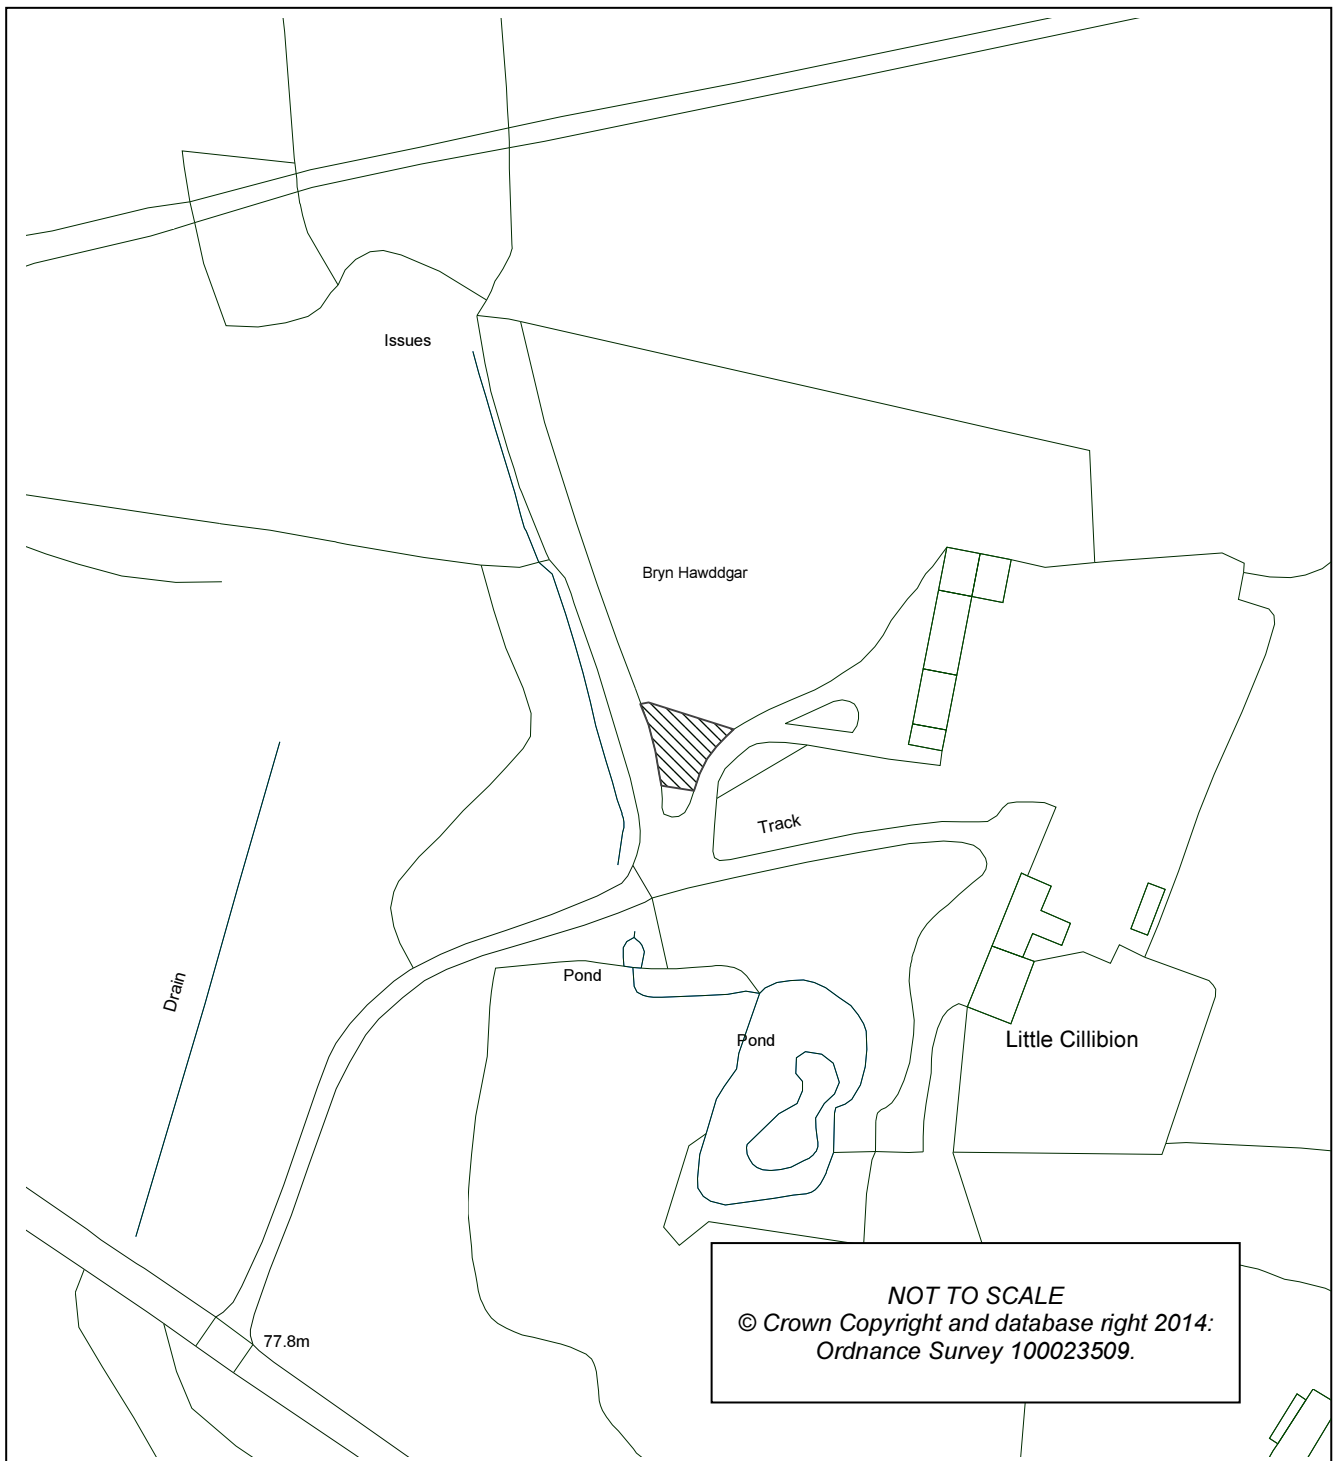 Issues
Bryn Hawddgar
Track
Drain
Pond
Pond
Little Cillibion
NOT TO SCALE
© Crown Copyright and database right 2014:
Ordnance Survey 100023509.
77.8m